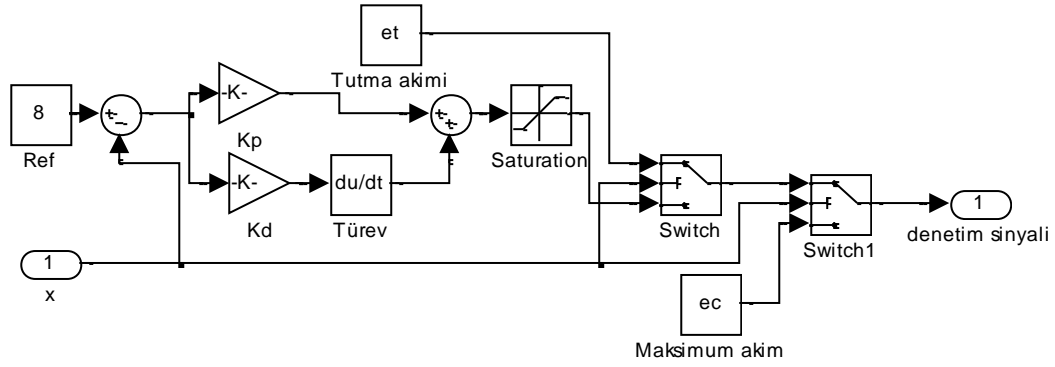 et
Tutma akimi
8
Ref
-K-
Kp
Saturation
-K-
Kd
du/dt
Türev
Switch
Switch1
1
denetim sinyali
1
x
ec
Maksimum akim